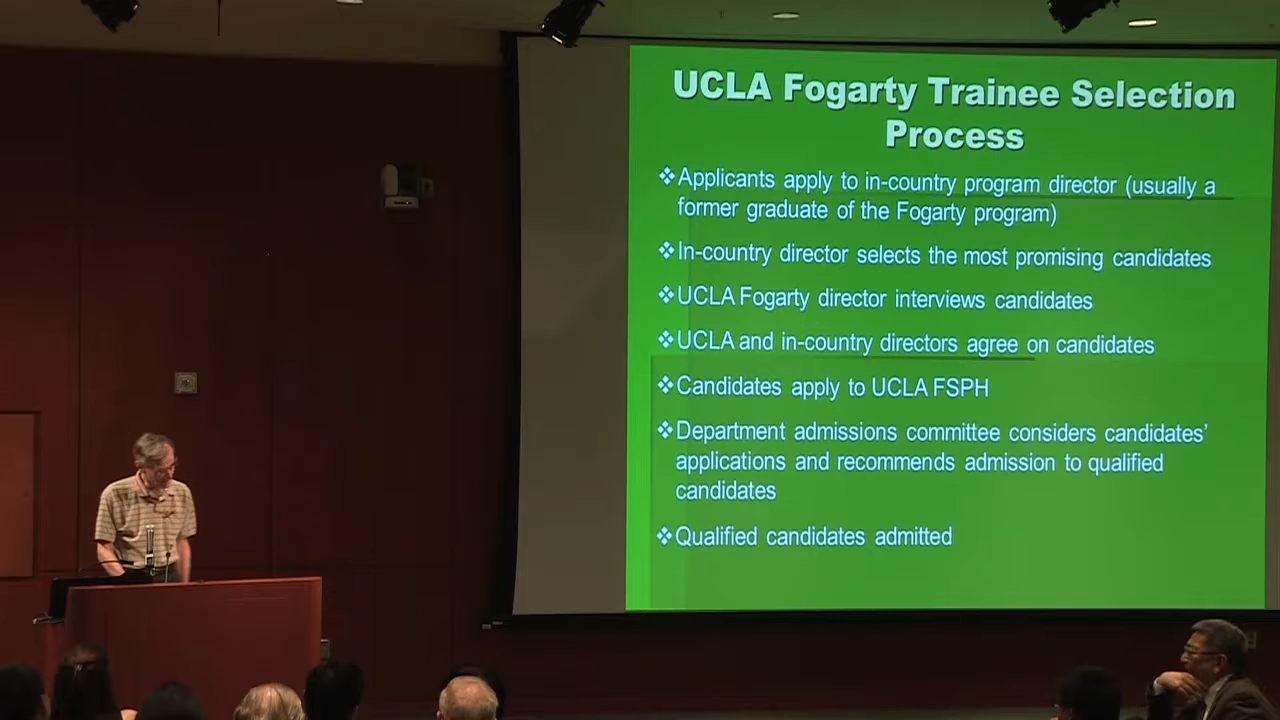 UCLA Fogarty Trainee Selection
Process
❖Applicants apply to in-country program director (usually a
former graduate of the Fogarty program)
❖In-country director selects the most promising candidates
❖UCLA Fogarty director interviews candidates
❖UCLA and in-country directors agree on candidates
❖Candidates apply to UCLA FSPH
❖Department admissions committee considers candidates’
applications and recommends admission to qualified
candidates
❖Qualified candidates admitted